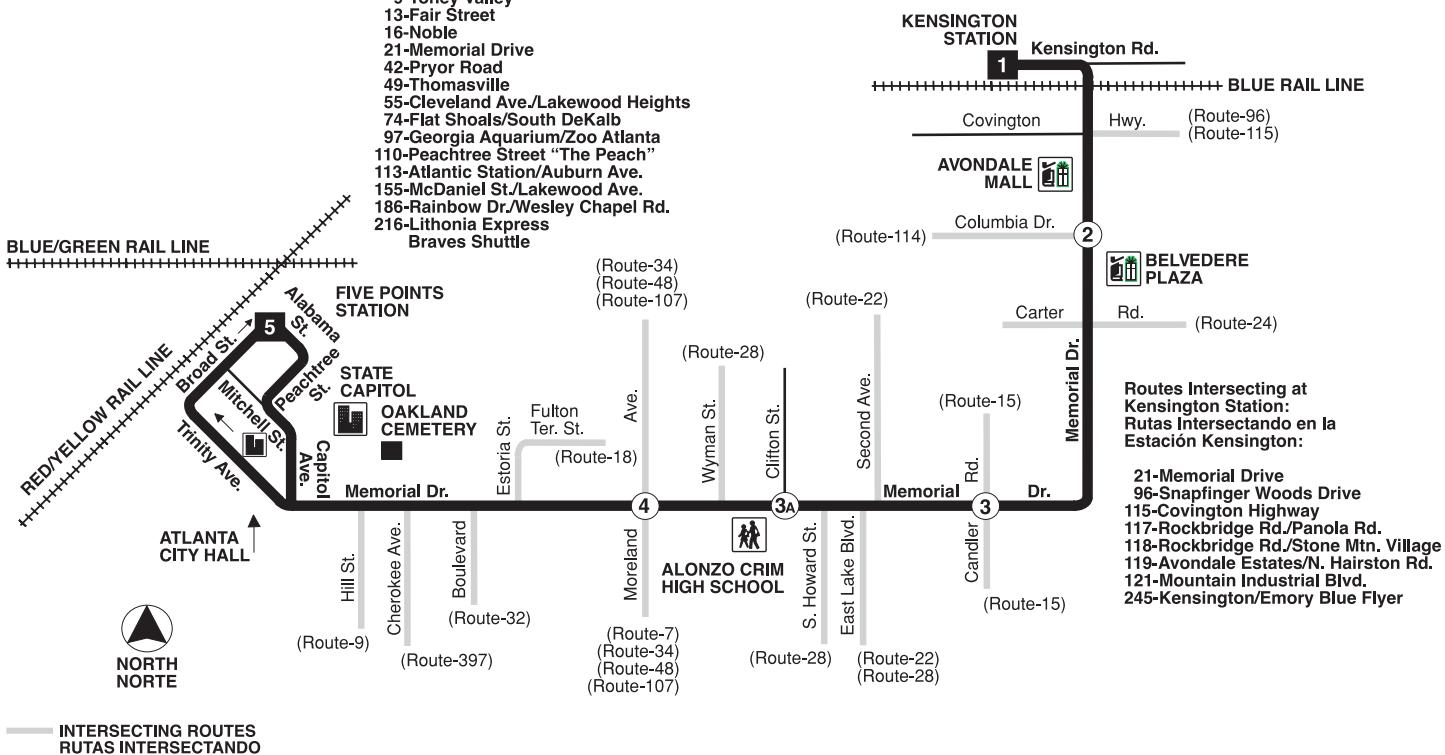 13-Fair Street
16-Noble
21-Memorial Drive
42-Pryor Road
49-Thomasville
55-Cleveland Ave./Lakewood Heights
74-Flat Shoals/South DeKalb
97-Georgia Aquarium/Zoo Atlanta
110-Peachtree Street “The Peach”
113-Atlantic Station/Auburn Ave.
155-McDaniel St./Lakewood Ave.
186-Rainbow Dr./Wesley Chapel Rd.
216-Lithonia Express
Braves Shuttle
KENSINGTON
STATION
1
Kensington Rd.
BLUE RAIL LINE
Covington Hwy.
(Route-96)
(Route-115)
AVONDALE
MALL
Columbia Dr.
(Route-114)
2
BELVEDERE
PLAZA
Carter Rd.
(Route-24)
Memorial Dr.
BLUE/GREEN RAIL LINE
RED/YELLOW RAIL LINE
FIVE POINTS
STATION
5
Alabama
St.
Broad St.
Peachtree
St.
Mitchell St.
Trinity Ave.
Capitol
Ave.
STATE
CAPITOL
OAKLAND
CEMETERY
ATLANTA
CITY HALL
Memorial Dr.
Estoria St.
Fulton
Ter. St.
(Route-18)
(Route-34)
(Route-48)
(Route-107)
Ave.
4
Moreland
(Route-7)
(Route-34)
(Route-48)
(Route-107)
(Route-28)
Wyman St.
Clifton St.
3A
ALONZO CRIM
HIGH SCHOOL
(Route-22)
Second Ave.
Memorial Dr.
(Route-15)
Rd.
3
Candler
(Route-15)
Hill St.
(Route-9)
Cherokee Ave.
(Route-397)
Boulevard
(Route-32)
S. Howard St.
(Route-28)
East Lake Blvd.
(Route-22)
(Route-28)
Routes Intersecting at
Kensington Station:
Rutas Intersectando en la
Estación Kensington:
21-Memorial Drive
96-Snapfinger Woods Drive
115-Covington Highway
117-Rockbridge Rd./Panola Rd.
118-Rockbridge Rd./Stone Mtn. Village
119-Avondale Estates/N. Hairston Rd.
121-Mountain Industrial Blvd.
245-Kensington/Emory Blue Flyer
NORTH
NORTE
INTERSECTING ROUTES
RUTAS INTERSECTANDO